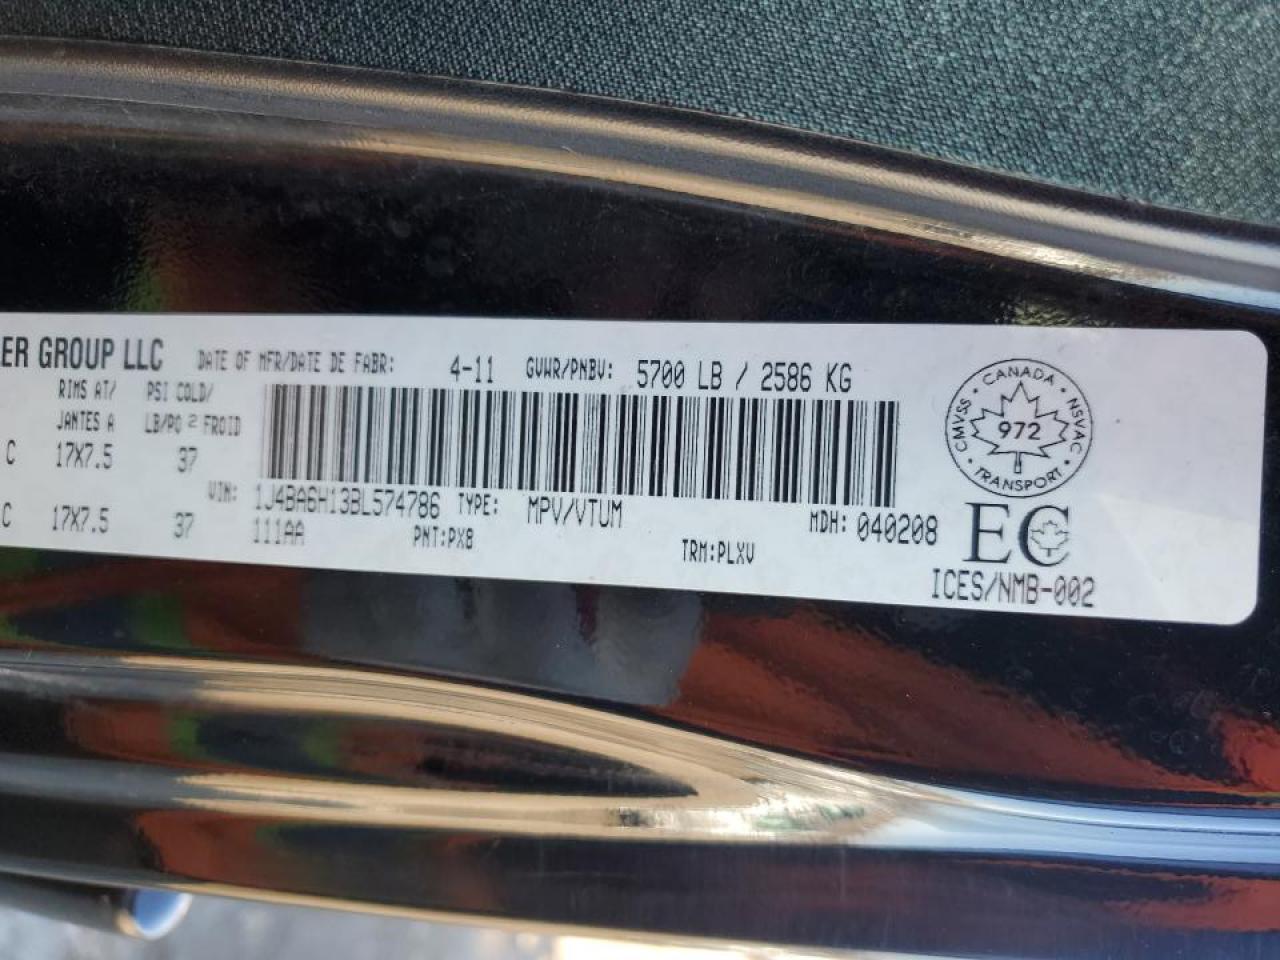 ER GROUP LLC DATE OF MFR/DATE DE FABR: 4-11 GVWR/PNBV: 5700 LB / 2586 KG
RIMS AT/ PSI COLD/
JANTES A LB/PO 2 FROID
C 17X7.5 37
VIN: 1J4BA6H13BL574786 TYPE: MPV/VTUM MDH: 040208
C 17X7.5 37 111AA PNT:PX8 TRM:PLXV
CANADA
CMVSS NSVAC
972
TRANSPORT
EC
ICES/NMB-002